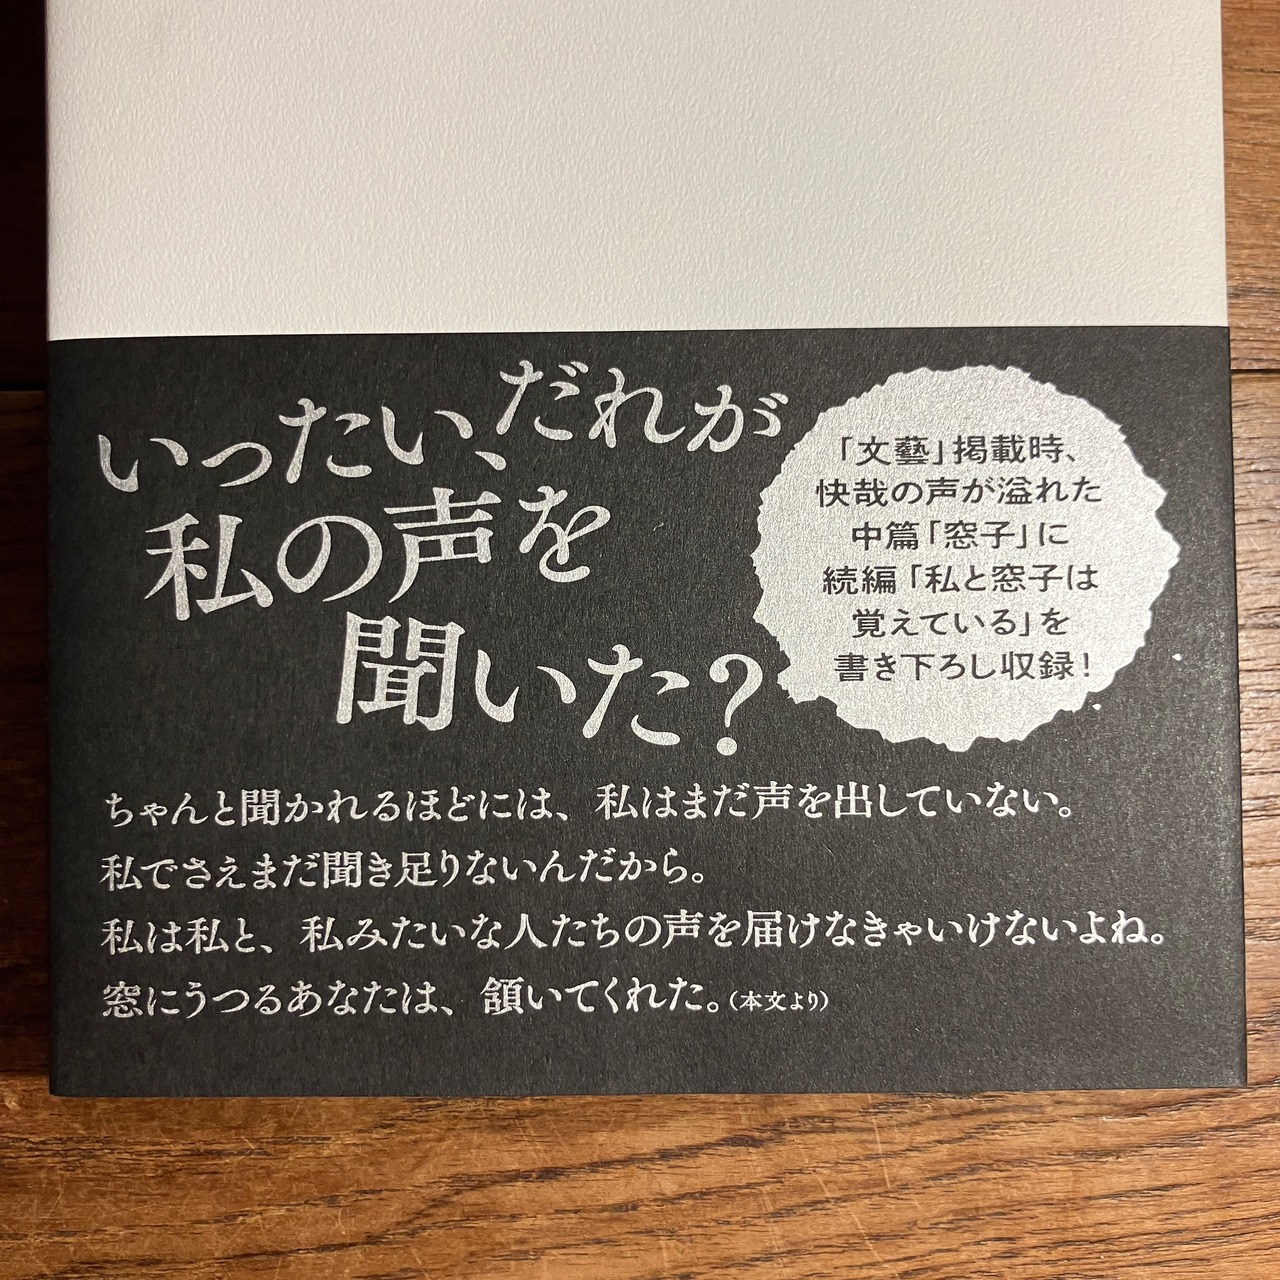 いったい、だれが
私の声を
聞いた?
「文藝」掲載時、
快哉の声が溢れた
中篇「窓子」に
続編「私と窓子は
覚えている」を
書き下ろし収録!
ちゃんと聞かれるほどには、私はまだ声を出していない。
私でさえまだ聞き足りないんだから。
私は私と、私みたいな人たちの声を届けなきゃいけないよね。
窓にうつるあなたは、頷いてくれた。(本文より)